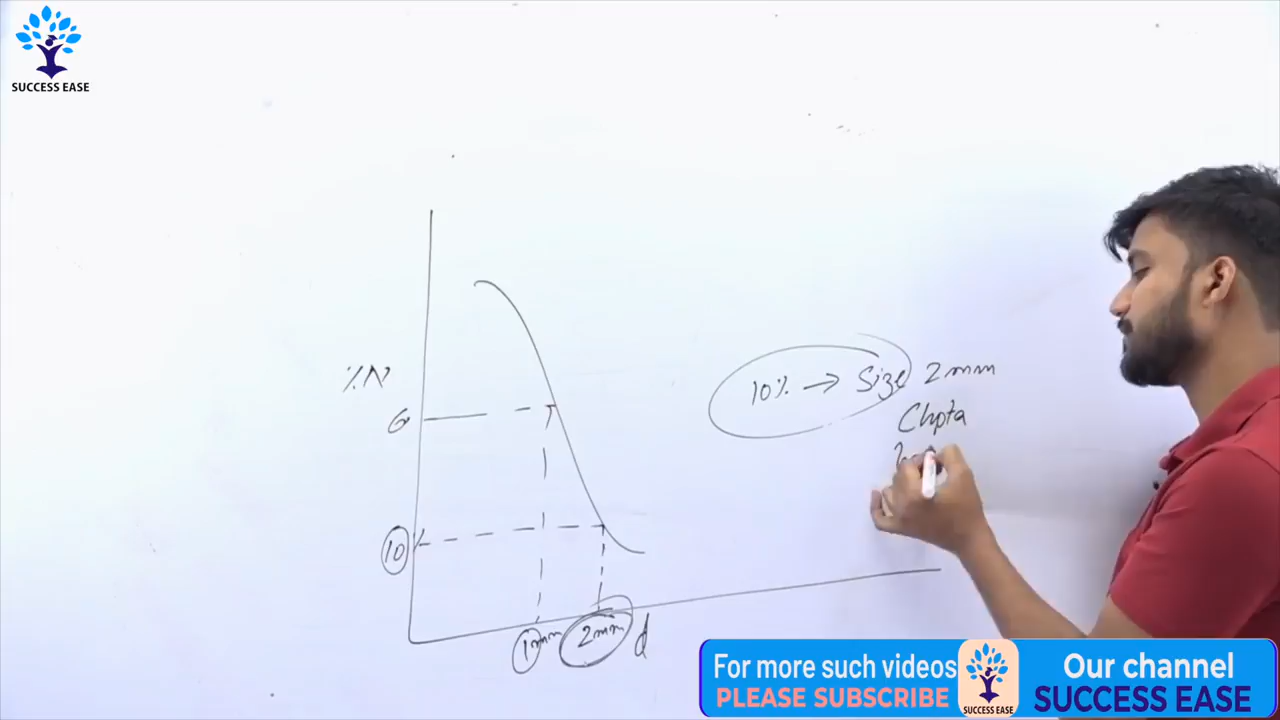 SUCCESS EASE
%N
10% → Size 2mm
Chpta
60
10%
1mm
2mm
d
For more such videos
PLEASE SUBSCRIBE
SUCCESS EASE
Our channel
SUCCESS EASE